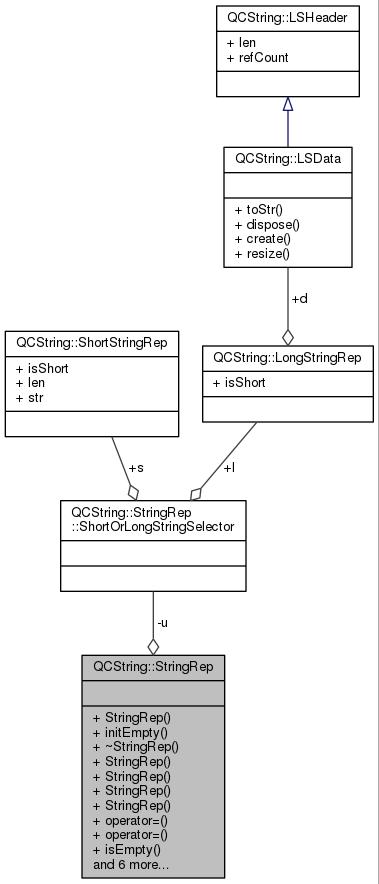 QCString::LSHeader
+ len
+ refCount
QCString::LSData
+ toStr()
+ dispose()
+ create()
+ resize()
+d
QCString::ShortStringRep
+ isShort
+ len
+ str
QCString::LongStringRep
+ isShort
+s
+l
QCString::StringRep
::ShortOrLongStringSelector
-u
QCString::StringRep
+ StringRep()
+ initEmpty()
+ ~StringRep()
+ StringRep()
+ StringRep()
+ StringRep()
+ StringRep()
+ operator=()
+ operator=()
+ isEmpty()
and 6 more...